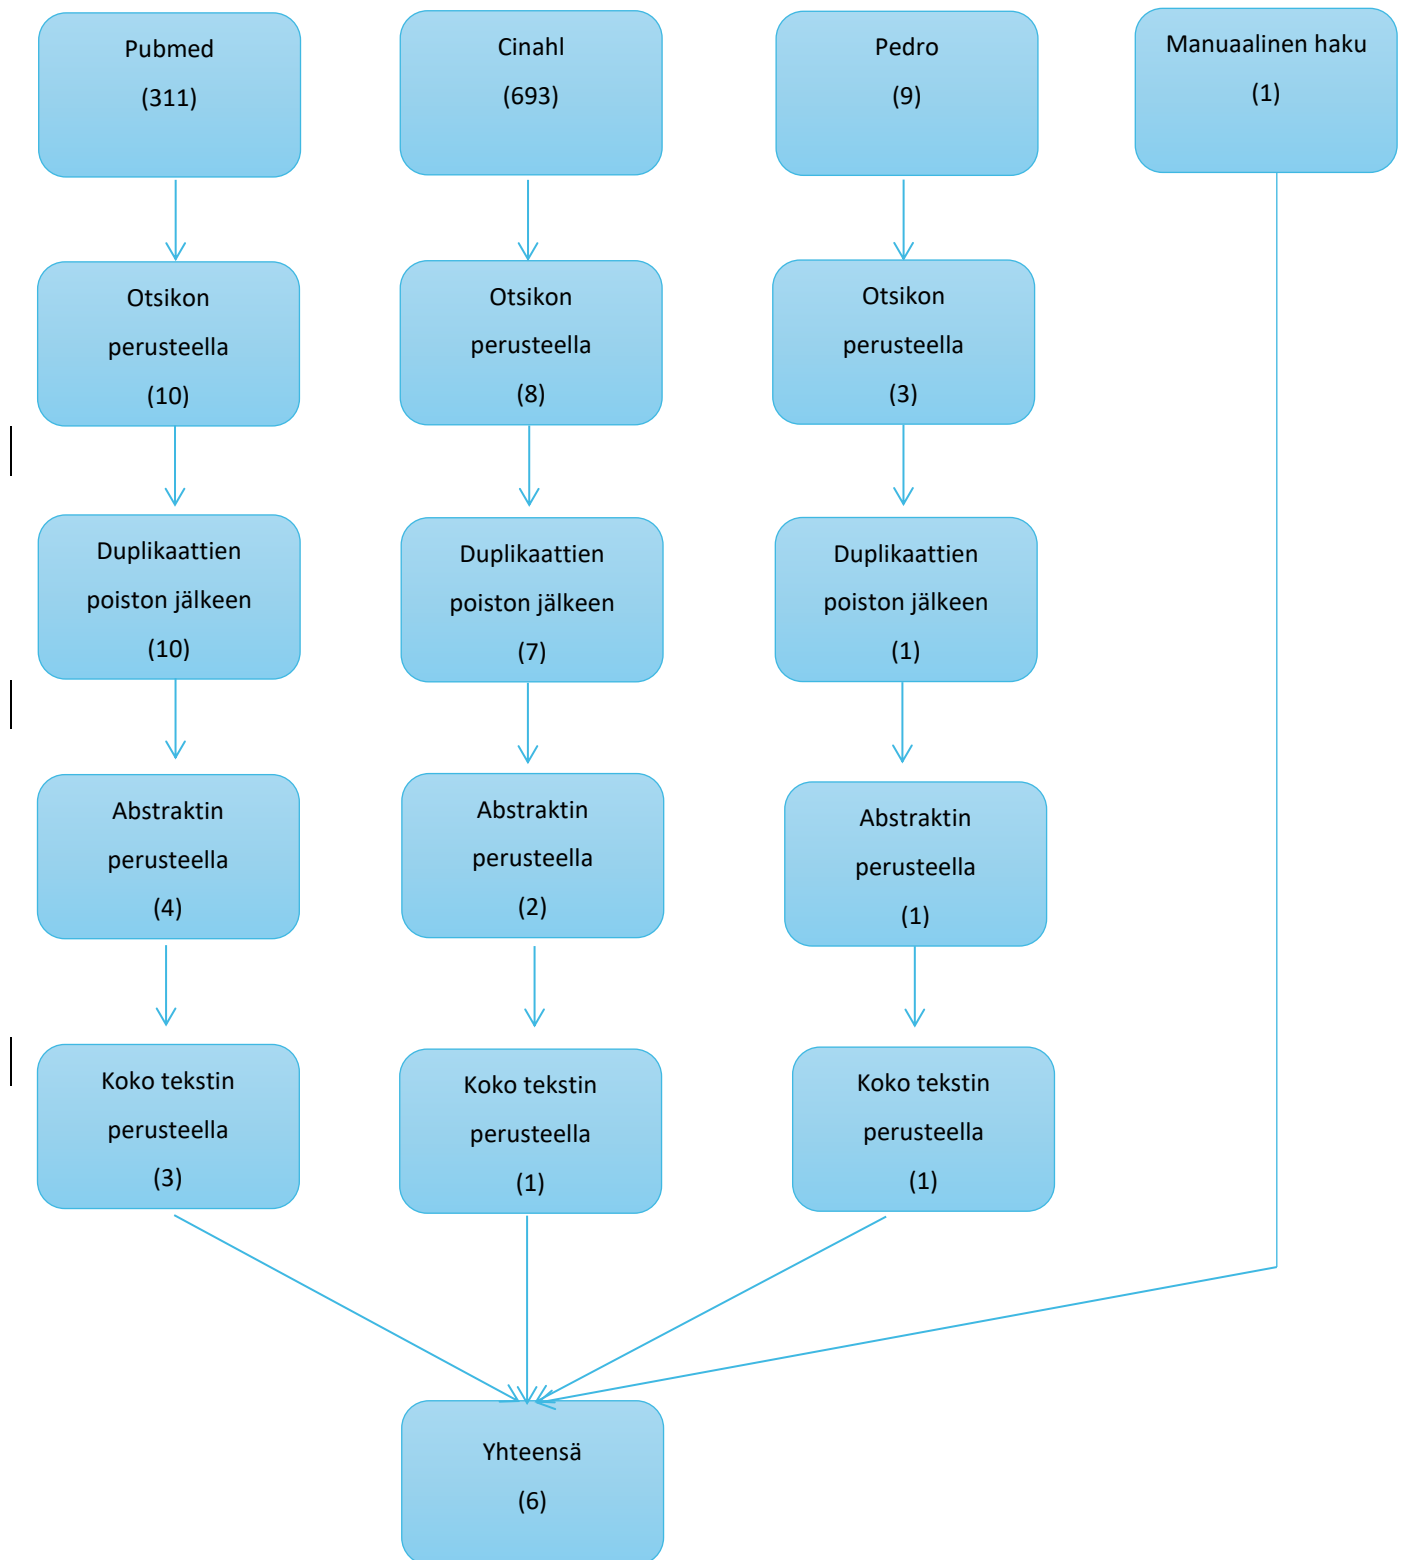 Pubmed
(311)
Cinahl
(693)
Pedro
(9)
Manuaalinen haku
(1)
Otsikon
perusteella
(10)
Otsikon
perusteella
(8)
Otsikon
perusteella
(3)
Duplikaattien
poiston jälkeen
(10)
Duplikaattien
poiston jälkeen
(7)
Duplikaattien
poiston jälkeen
(1)
Abstraktin
perusteella
(4)
Abstraktin
perusteella
(2)
Abstraktin
perusteella
(1)
Koko tekstin
perusteella
(3)
Koko tekstin
perusteella
(1)
Koko tekstin
perusteella
(1)
Yhteensä
(6)